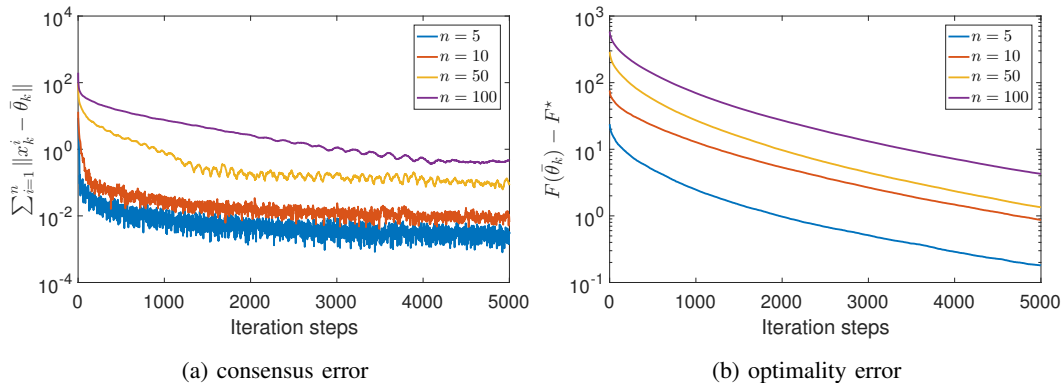 10^4
10^2
10^0
10^-2
10^-4
∑_{i=1}^{n} ‖x_k^i − θ̄_k‖
n = 5
n = 10
n = 50
n = 100
0 1000 2000 3000 4000 5000
Iteration steps
(a) consensus error
10^3
10^2
10^1
10^0
10^-1
F(θ̄_k) − F^⋆
n = 5
n = 10
n = 50
n = 100
0 1000 2000 3000 4000 5000
Iteration steps
(b) optimality error